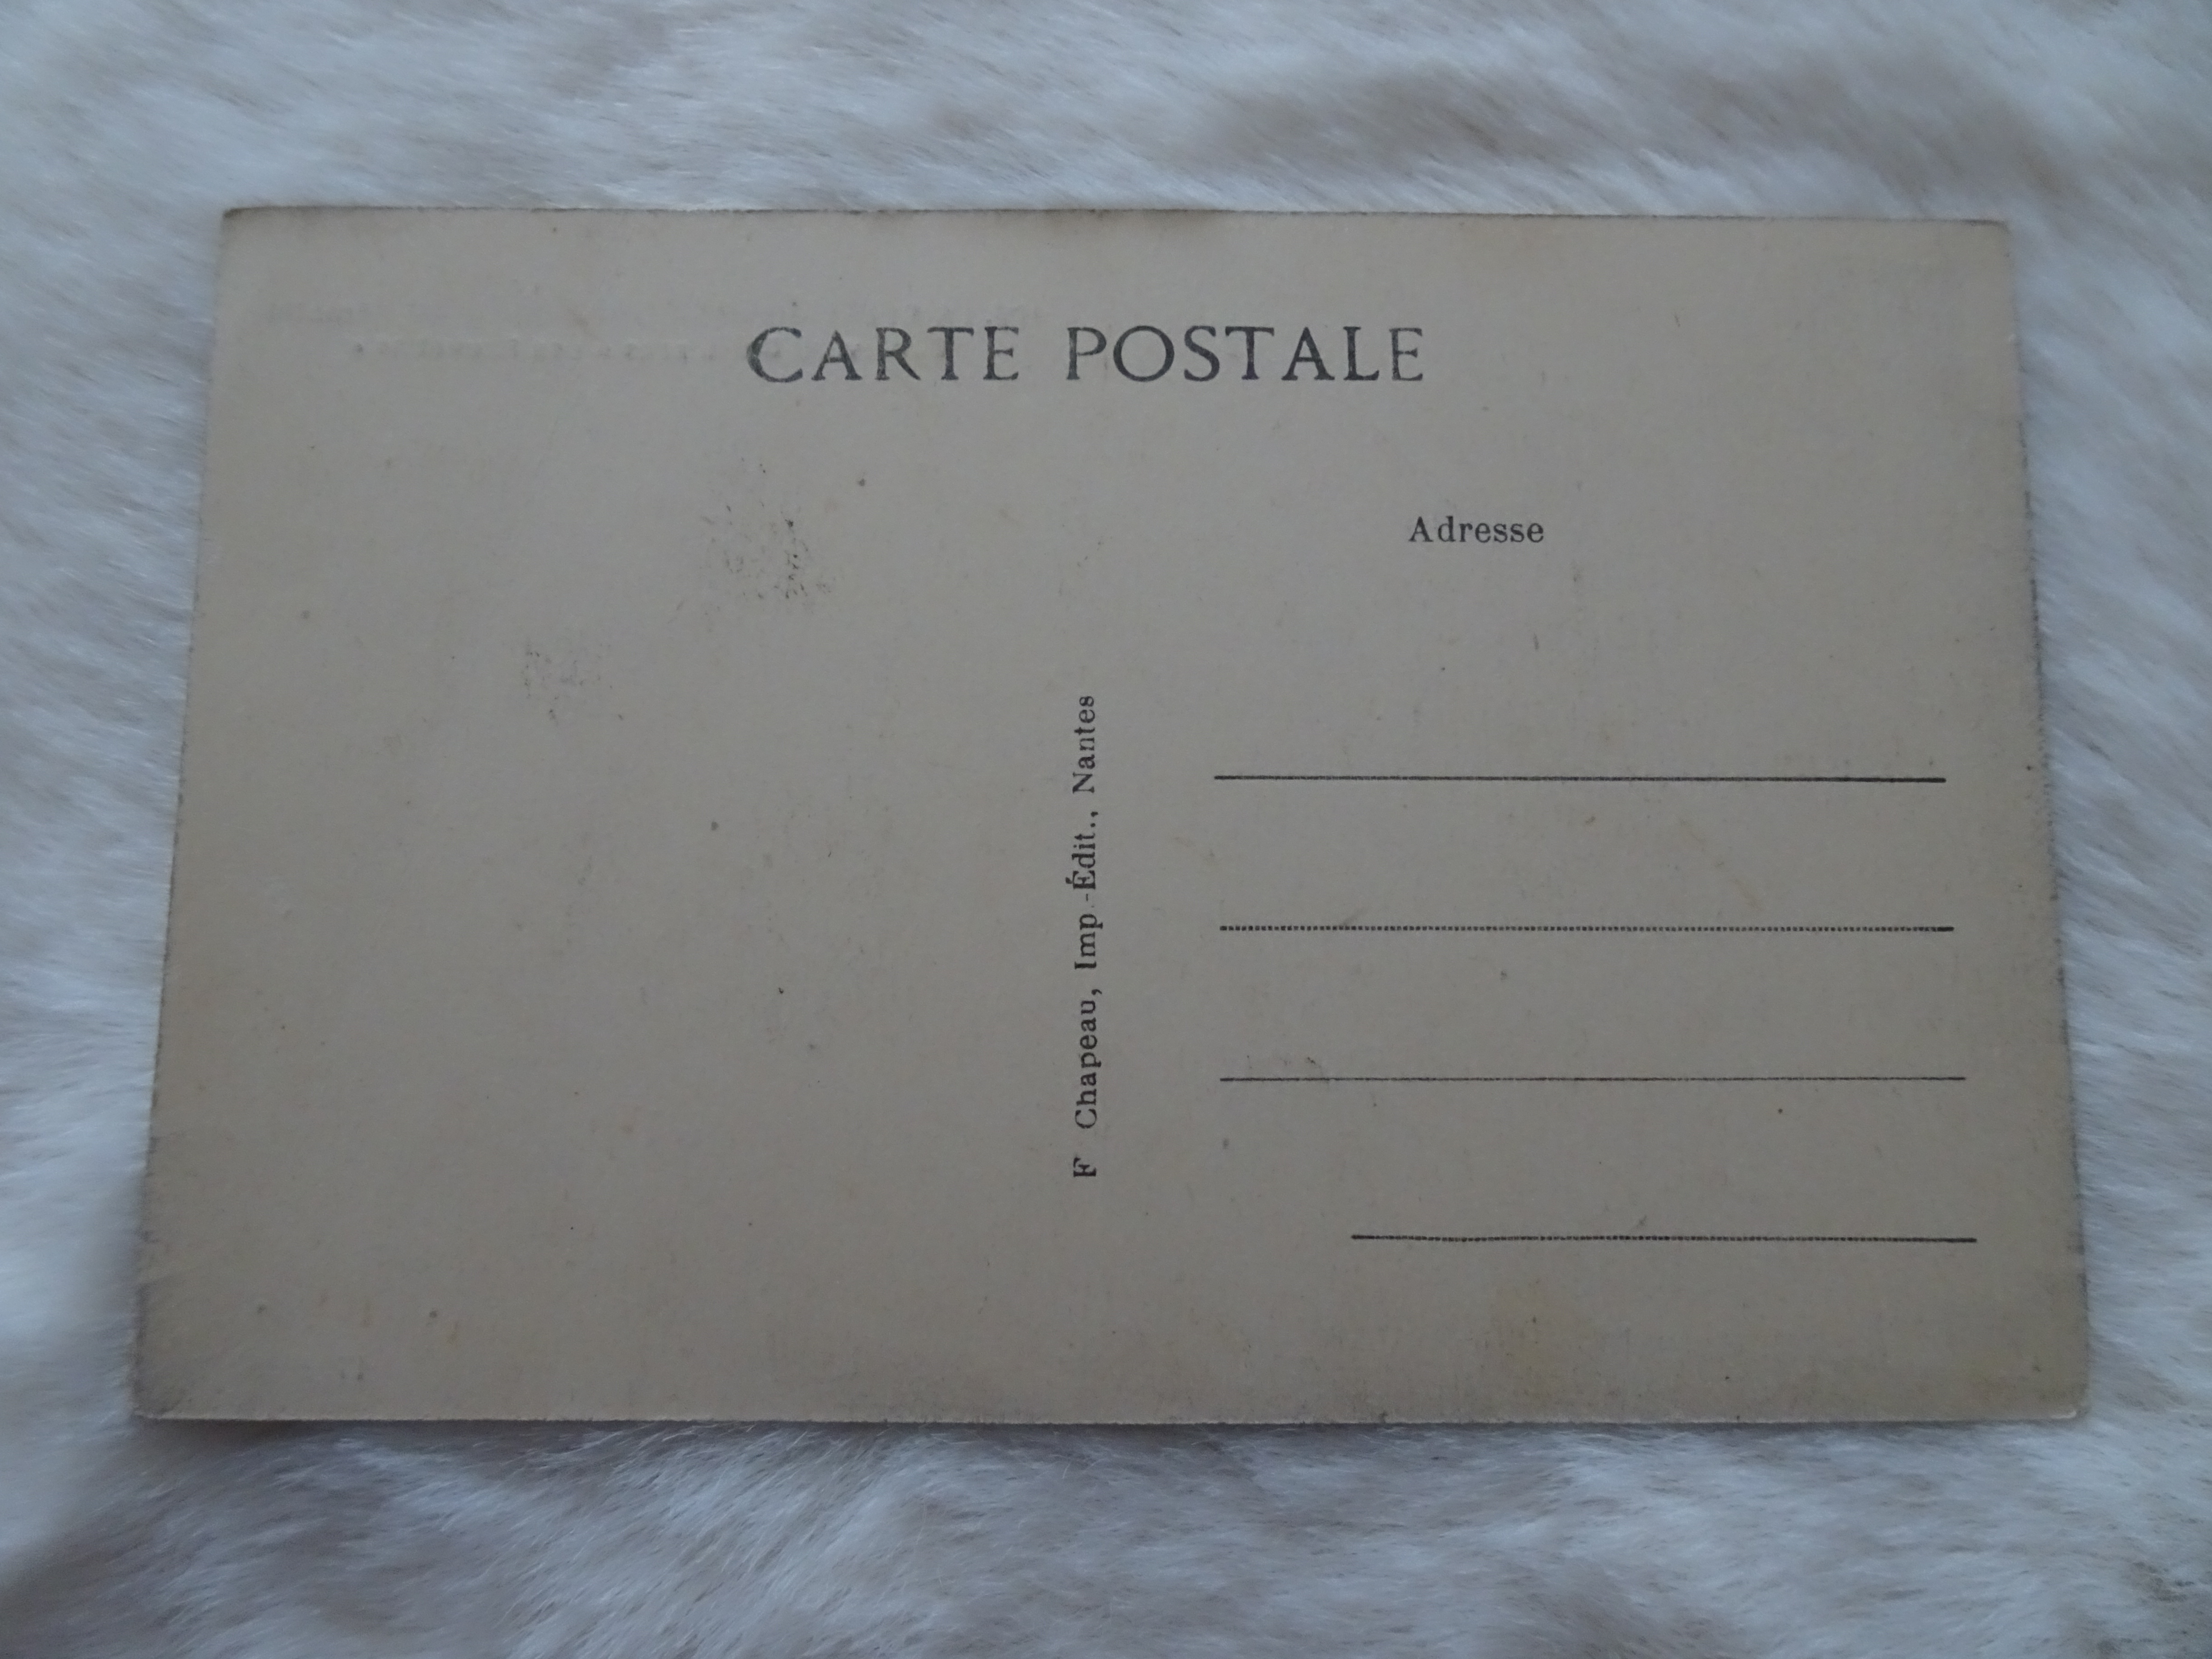 CARTE POSTALE
Adresse
F Chapeau, Imp.-Édit., Nantes